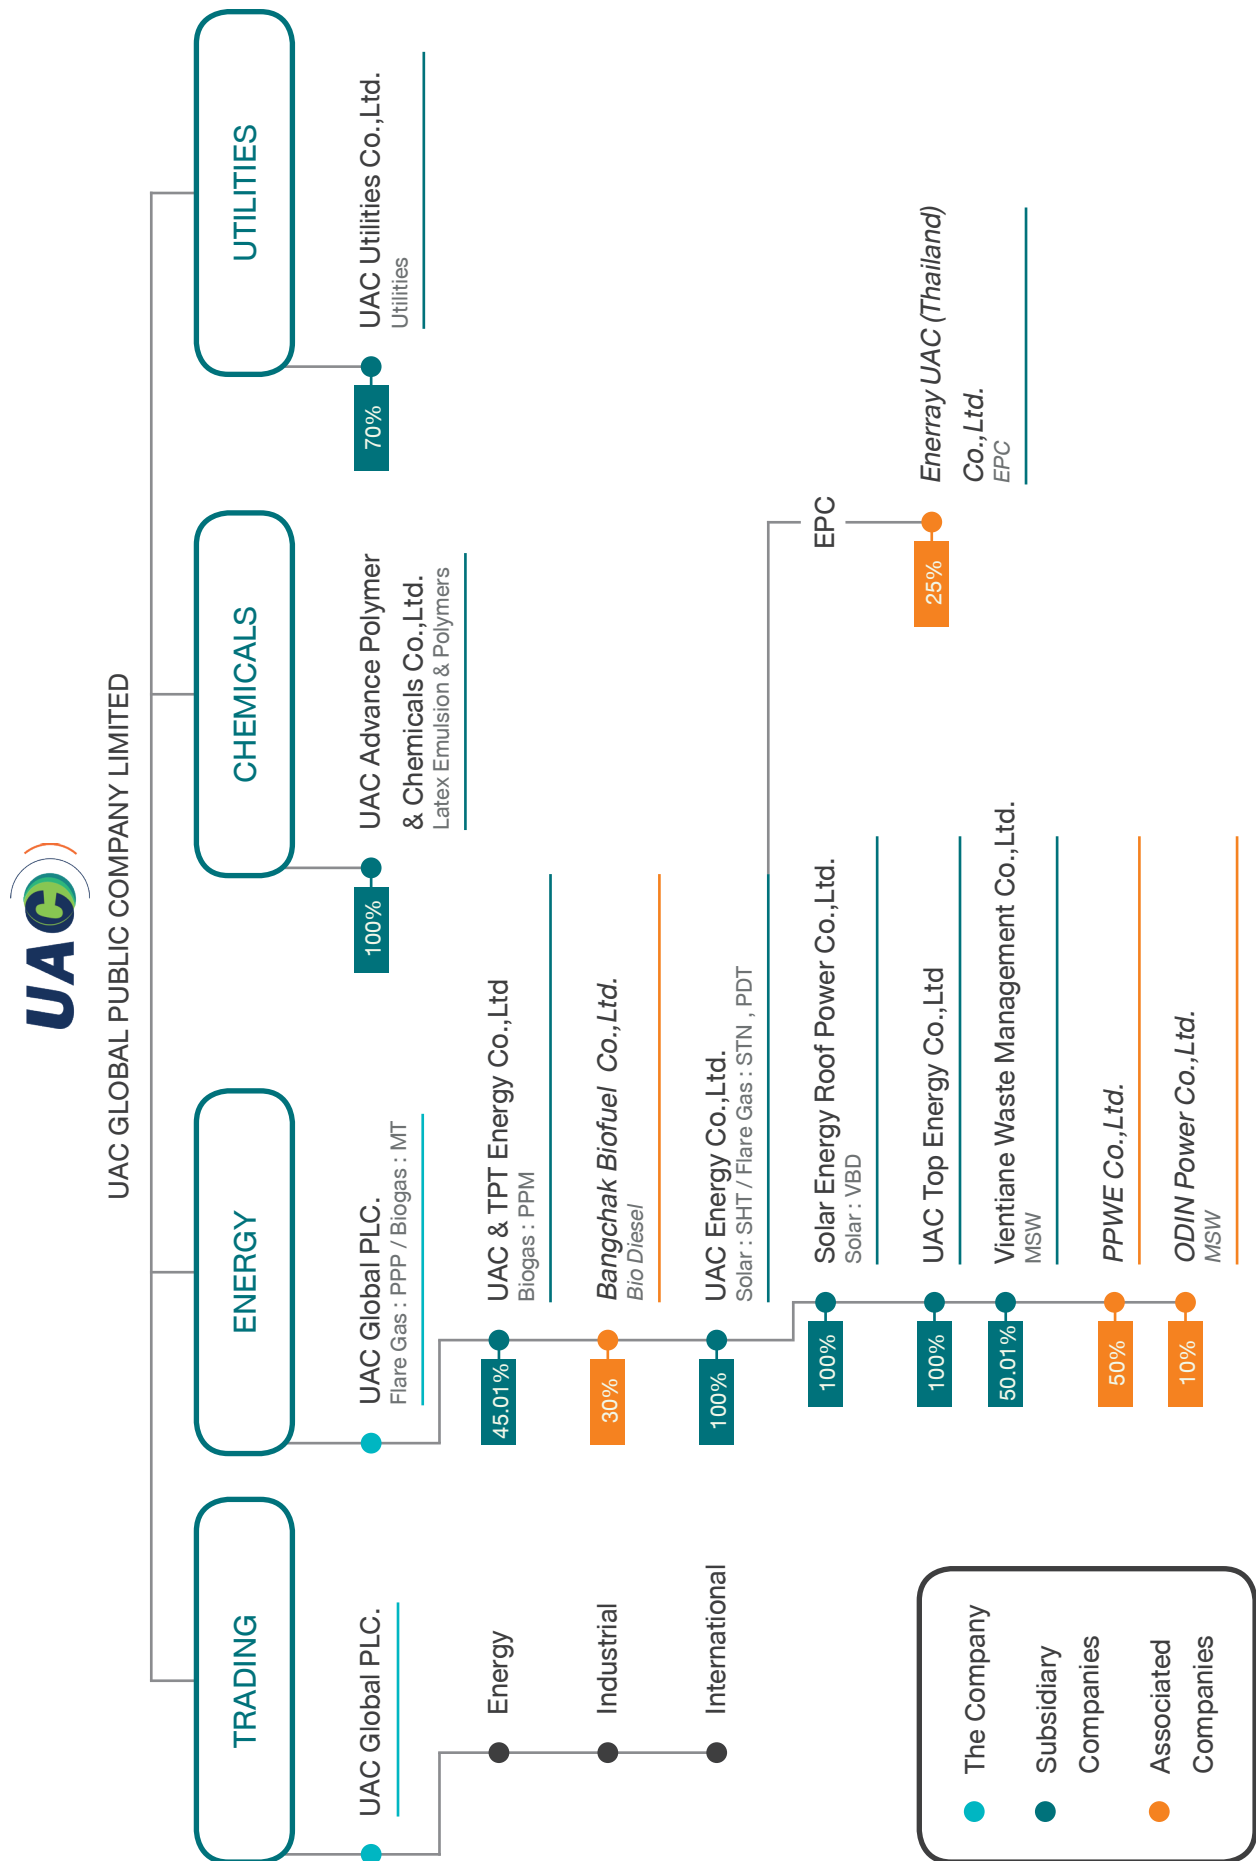 UAC
UAC GLOBAL PUBLIC COMPANY LIMITED
TRADING
UAC Global PLC.
Energy
Industrial
International
ENERGY
UAC Global PLC.
Flare Gas : PPP / Biogas : MT
45.01%
UAC & TPT Energy Co.,Ltd
Biogas : PPM
30%
Bangchak Biofuel Co.,Ltd.
Bio Diesel
100%
UAC Energy Co.,Ltd.
Solar : SHT / Flare Gas : STN , PDT
100%
Solar Energy Roof Power Co.,Ltd.
Solar : VBD
100%
UAC Top Energy Co.,Ltd
50.01%
Vientiane Waste Management Co.,Ltd.
MSW
50%
PPWE Co.,Ltd.
10%
ODIN Power Co.,Ltd.
MSW
EPC
25%
Enerray UAC (Thailand)
Co.,Ltd.
EPC
CHEMICALS
100%
UAC Advance Polymer
& Chemicals Co.,Ltd.
Latex Emulsion & Polymers
UTILITIES
70%
UAC Utilities Co.,Ltd.
Utilities
The Company
Subsidiary
Companies
Associated
Companies